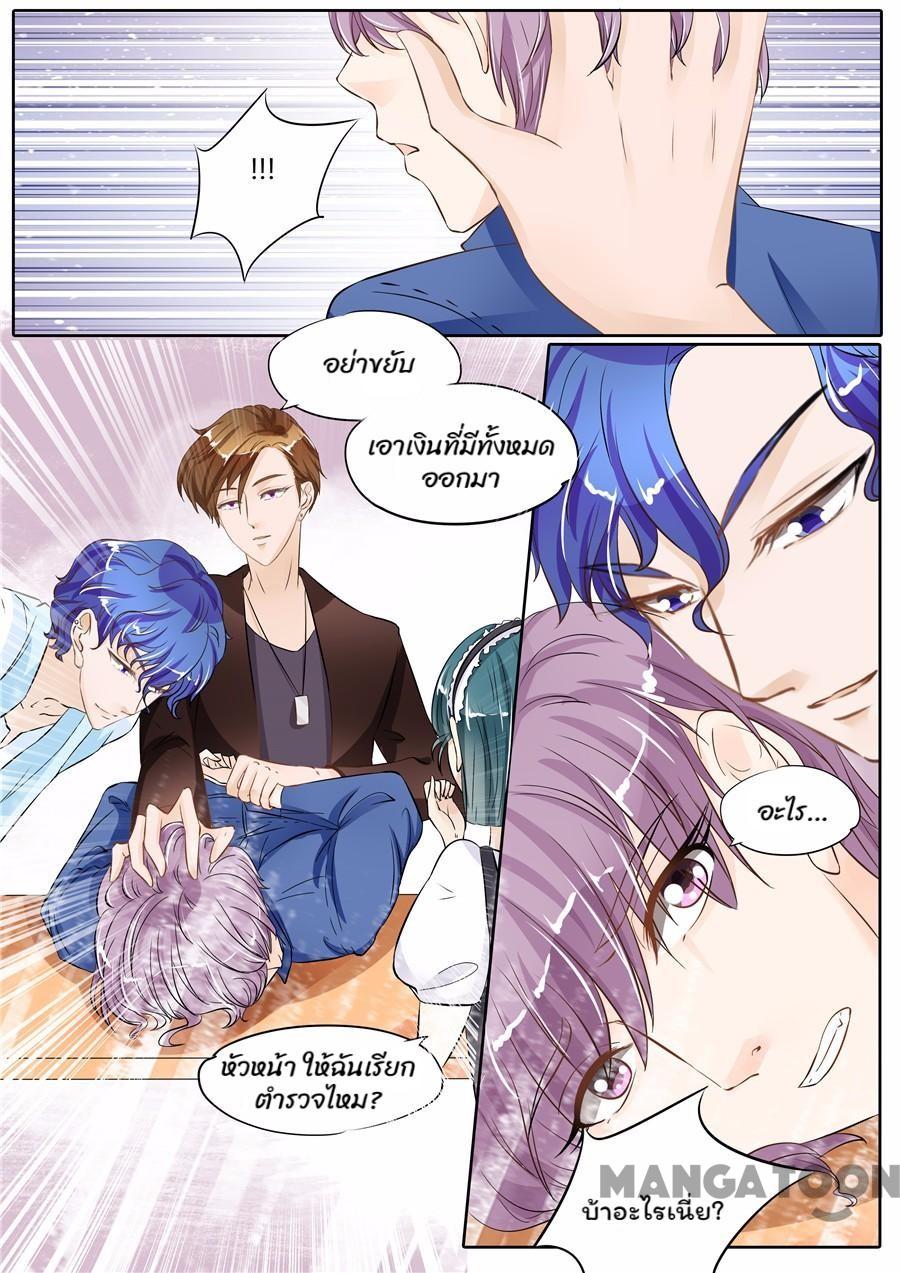 !!!
อย่าขยับ
เอาเงินที่มีทั้งหมด
ออกมา
อะไร...
หัวหน้า ให้ฉันเรียก
ตำรวจไหม?
บ้าอะไรเนี่ย?
MANGATOON